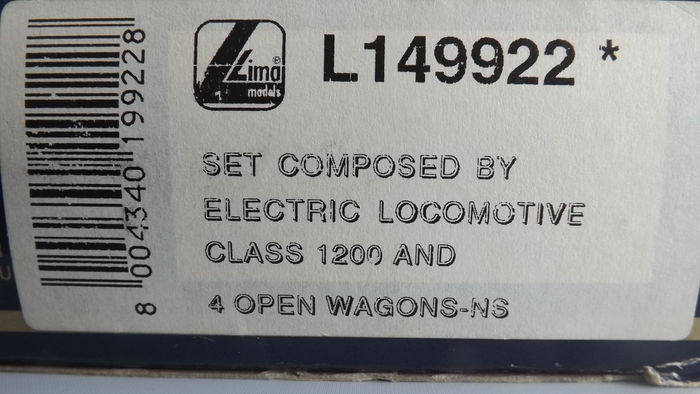 Lima®
models
L149922 *
SET COMPOSED BY
ELECTRIC LOCOMOTIVE
CLASS 1200 AND
4 OPEN WAGONS-NS
8 004340 199228